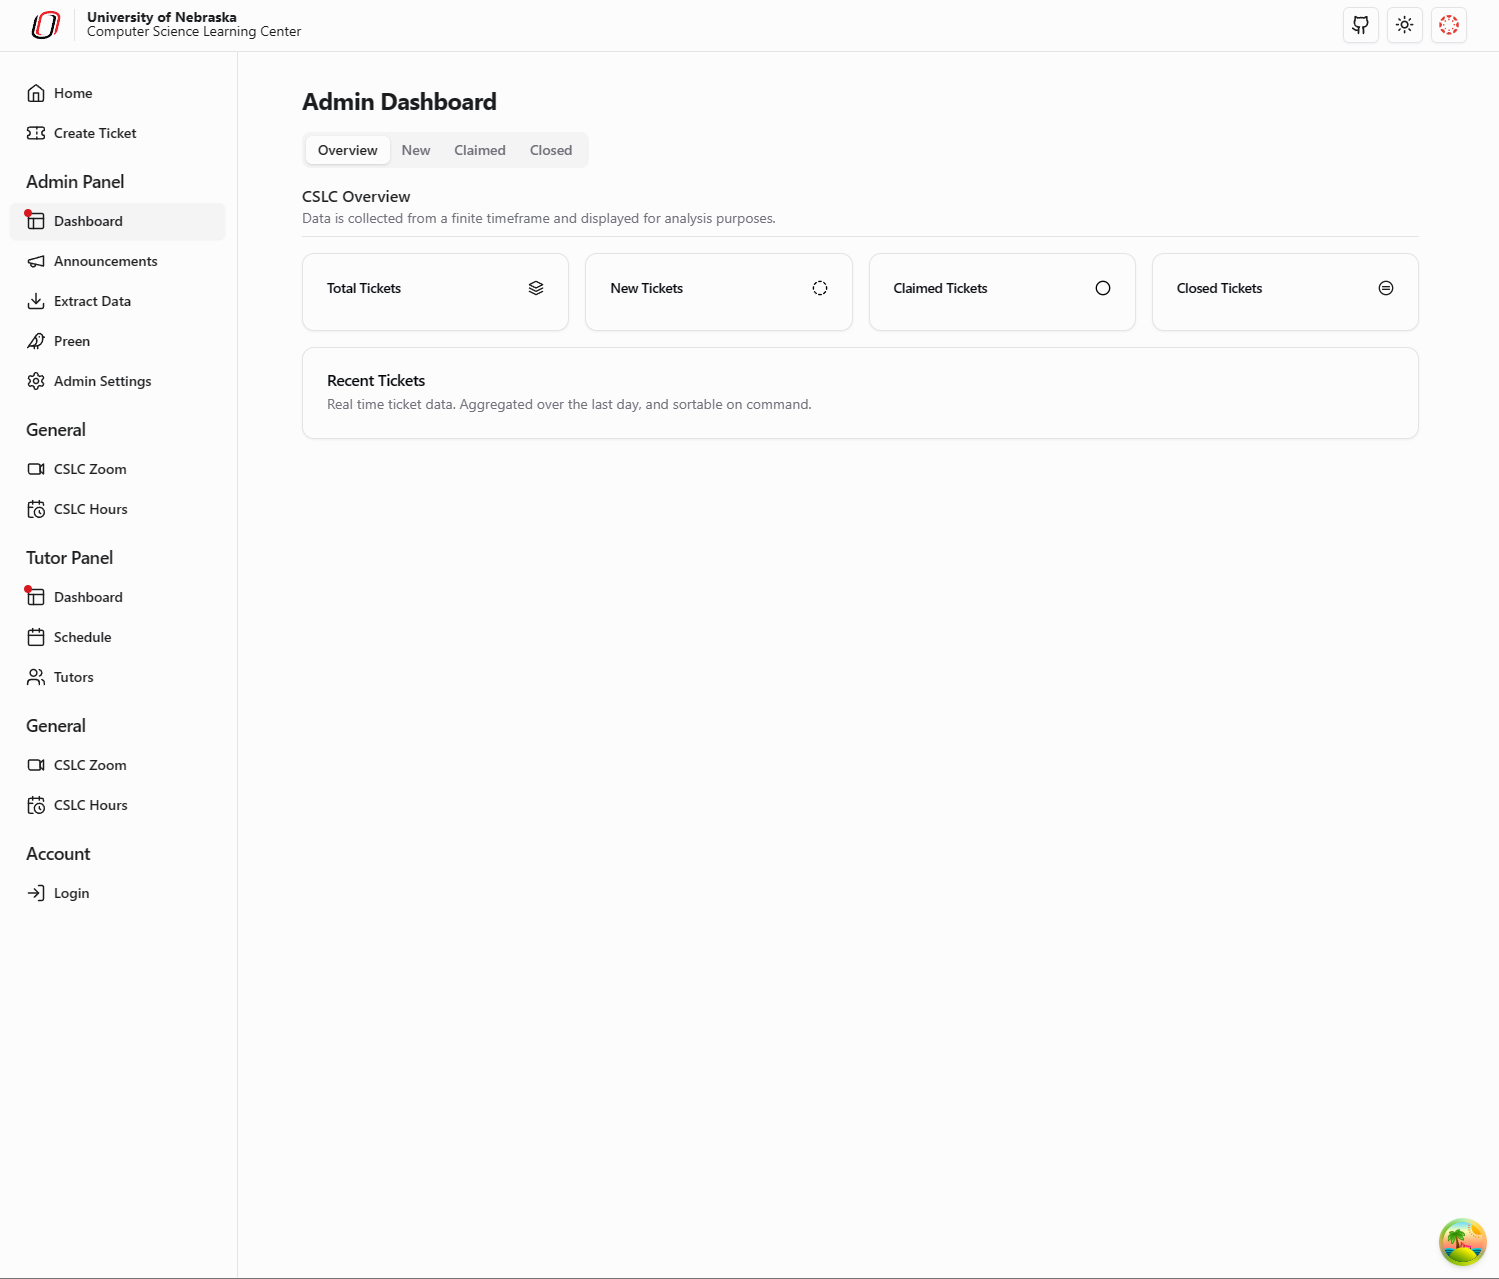 University of Nebraska
Computer Science Learning Center
Home
Create Ticket
Admin Panel
Dashboard
Announcements
Extract Data
Preen
Admin Settings
General
CSLC Zoom
CSLC Hours
Tutor Panel
Dashboard
Schedule
Tutors
General
CSLC Zoom
CSLC Hours
Account
Login
Admin Dashboard
Overview New Claimed Closed
CSLC Overview
Data is collected from a finite timeframe and displayed for analysis purposes.
Total Tickets
New Tickets
Claimed Tickets
Closed Tickets
Recent Tickets
Real time ticket data. Aggregated over the last day, and sortable on command.